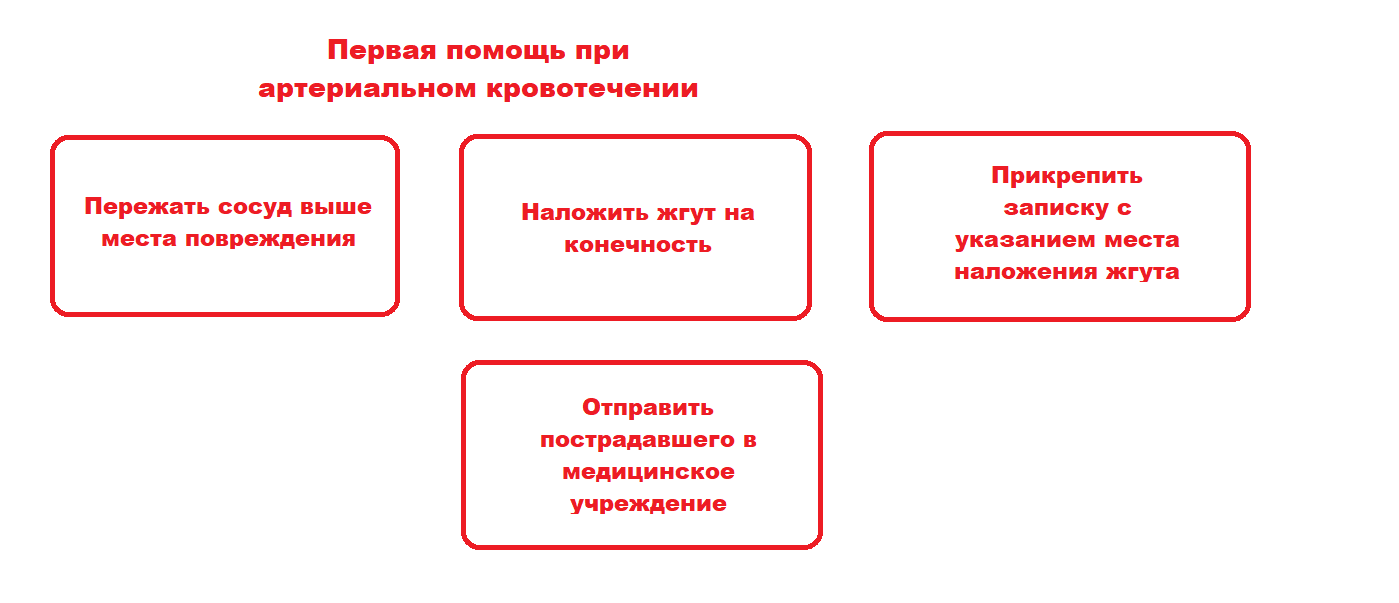 Первая помощь при
артериальном кровотечении
Пережать сосуд выше
места повреждения
Наложить жгут на
конечность
Прикрепить
записку с
указанием места
наложения жгута
Отправить
пострадавшего в
медицинское
учреждение